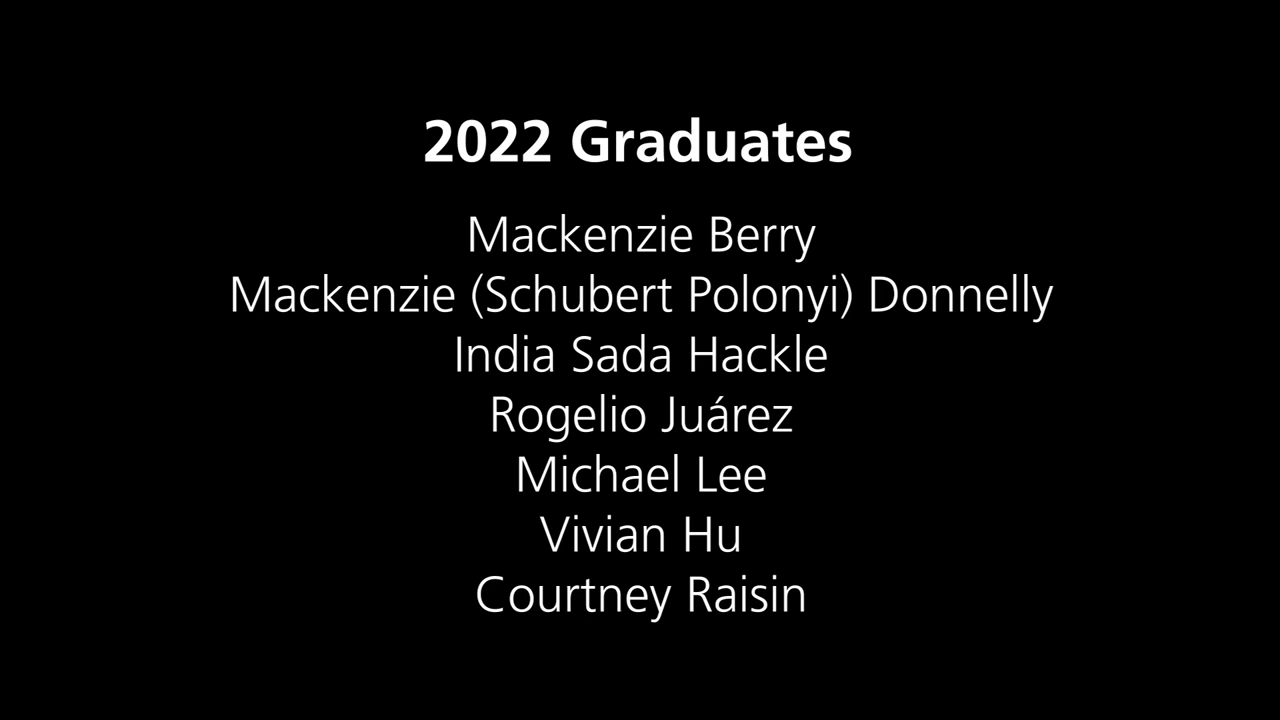 2022 Graduates
Mackenzie Berry
Mackenzie (Schubert Polonyi) Donnelly
India Sada Hackle
Rogelio Juárez
Michael Lee
Vivian Hu
Courtney Raisin